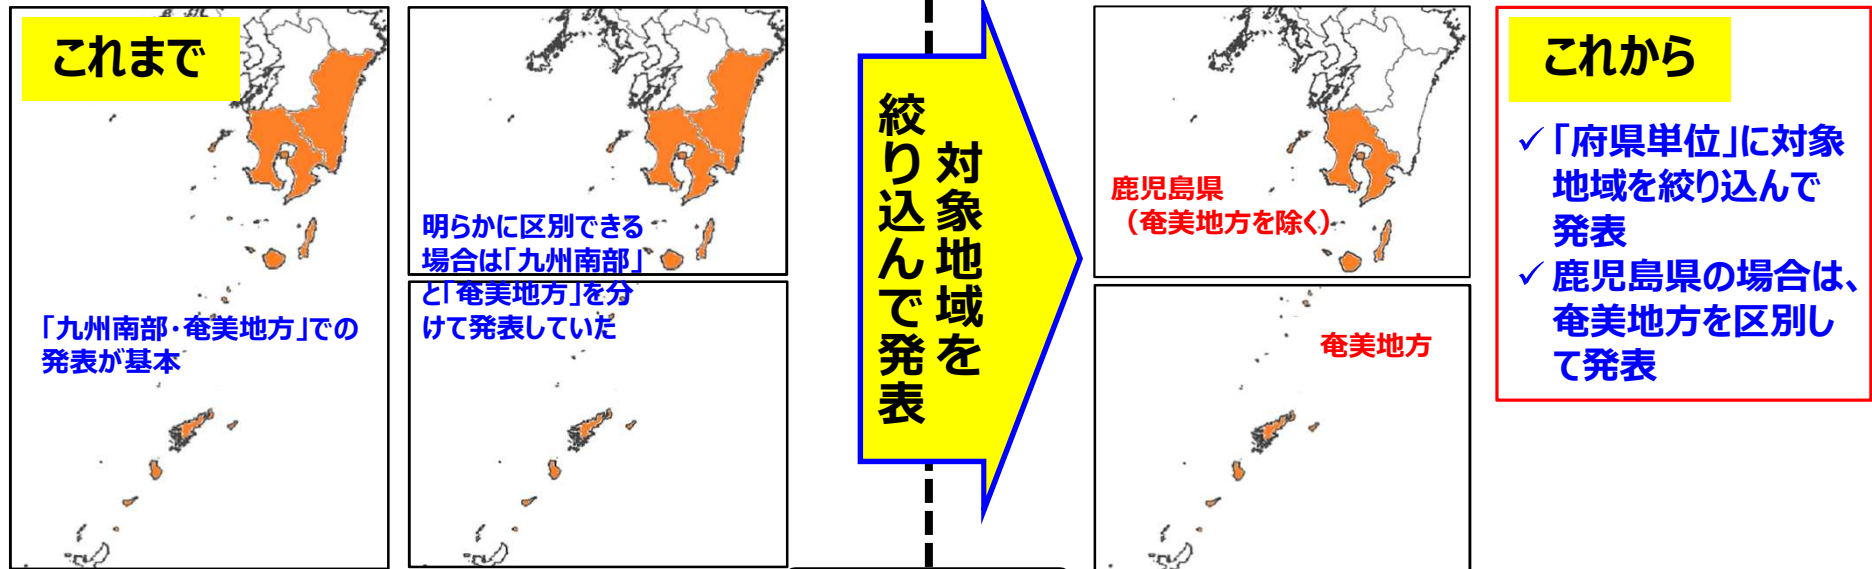 これまで
「九州南部・奄美地方」での
発表が基本
明らかに区別できる
場合は「九州南部」
と「奄美地方」を分
けて発表していた
対象地域を
絞り込んで発表
鹿児島県
（奄美地方を除く）
奄美地方
これから
✓「府県単位」に対象
地域を絞り込んで
発表
✓鹿児島県の場合は、
奄美地方を区別し
て発表